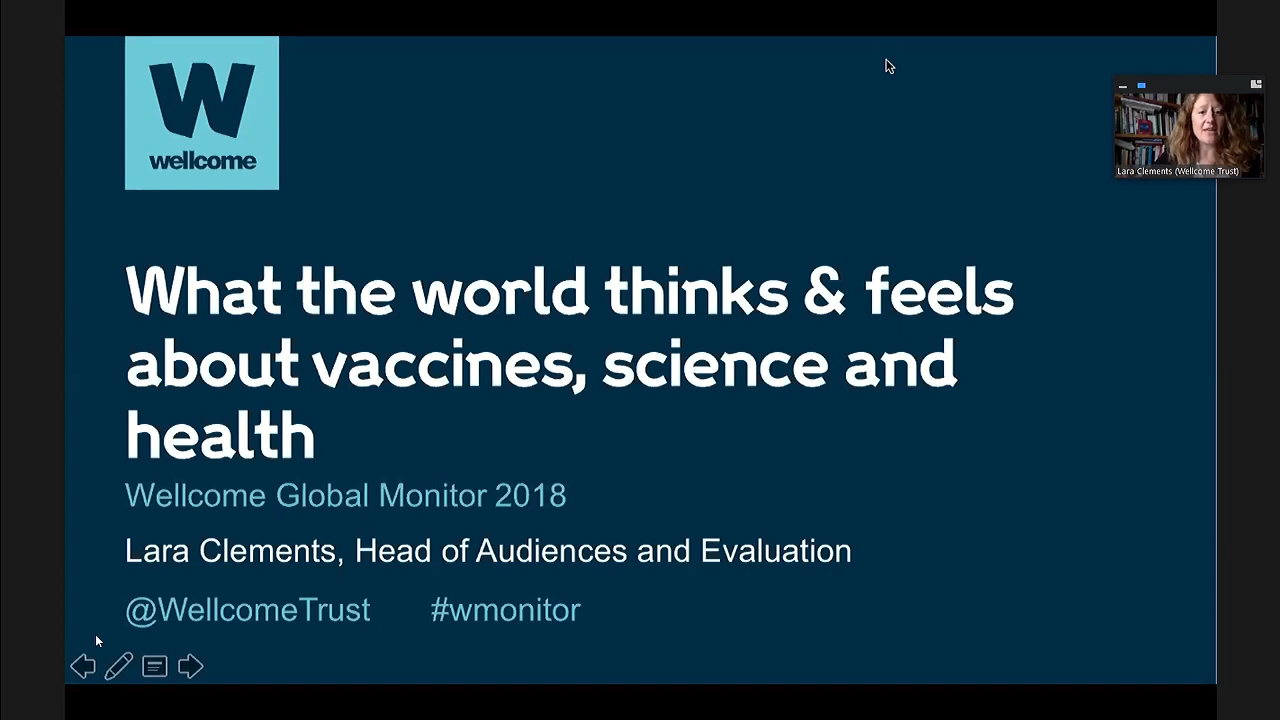 W
wellcome
Lara Clements (Wellcome Trust)
What the world thinks & feels
about vaccines, science and
health
Wellcome Global Monitor 2018
Lara Clements, Head of Audiences and Evaluation
@WellcomeTrust #wmonitor